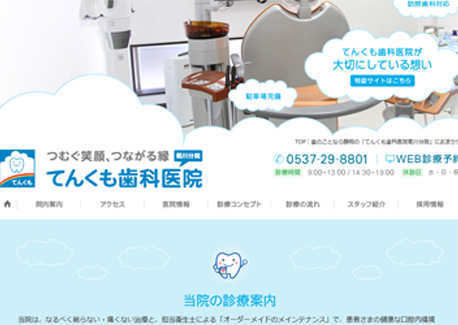 訪問歯科対応
てんくも歯科医院が
大切にしている想い
特設サイトはこちら
駐車場完備
TOP｜歯のことなら静岡の『てんくも歯科医院菊川分院』におまか
つむぐ笑顔、つながる縁 菊川分院
てんくも
てんくも歯科医院
0537-29-8801
WEB診療予約
診療時間 9:00-13:00 / 14:30-19:00 休診日 水・日・
院内案内 アクセス 医院情報 診療コンセプト 診療の流れ スタッフ紹介 採用情報
当院の診療案内
当院は、なるべく削らない・痛くない治療と、担当衛生士による「オーダーメイドのメインテナンス」で、患者さまの健康な口腔内環境